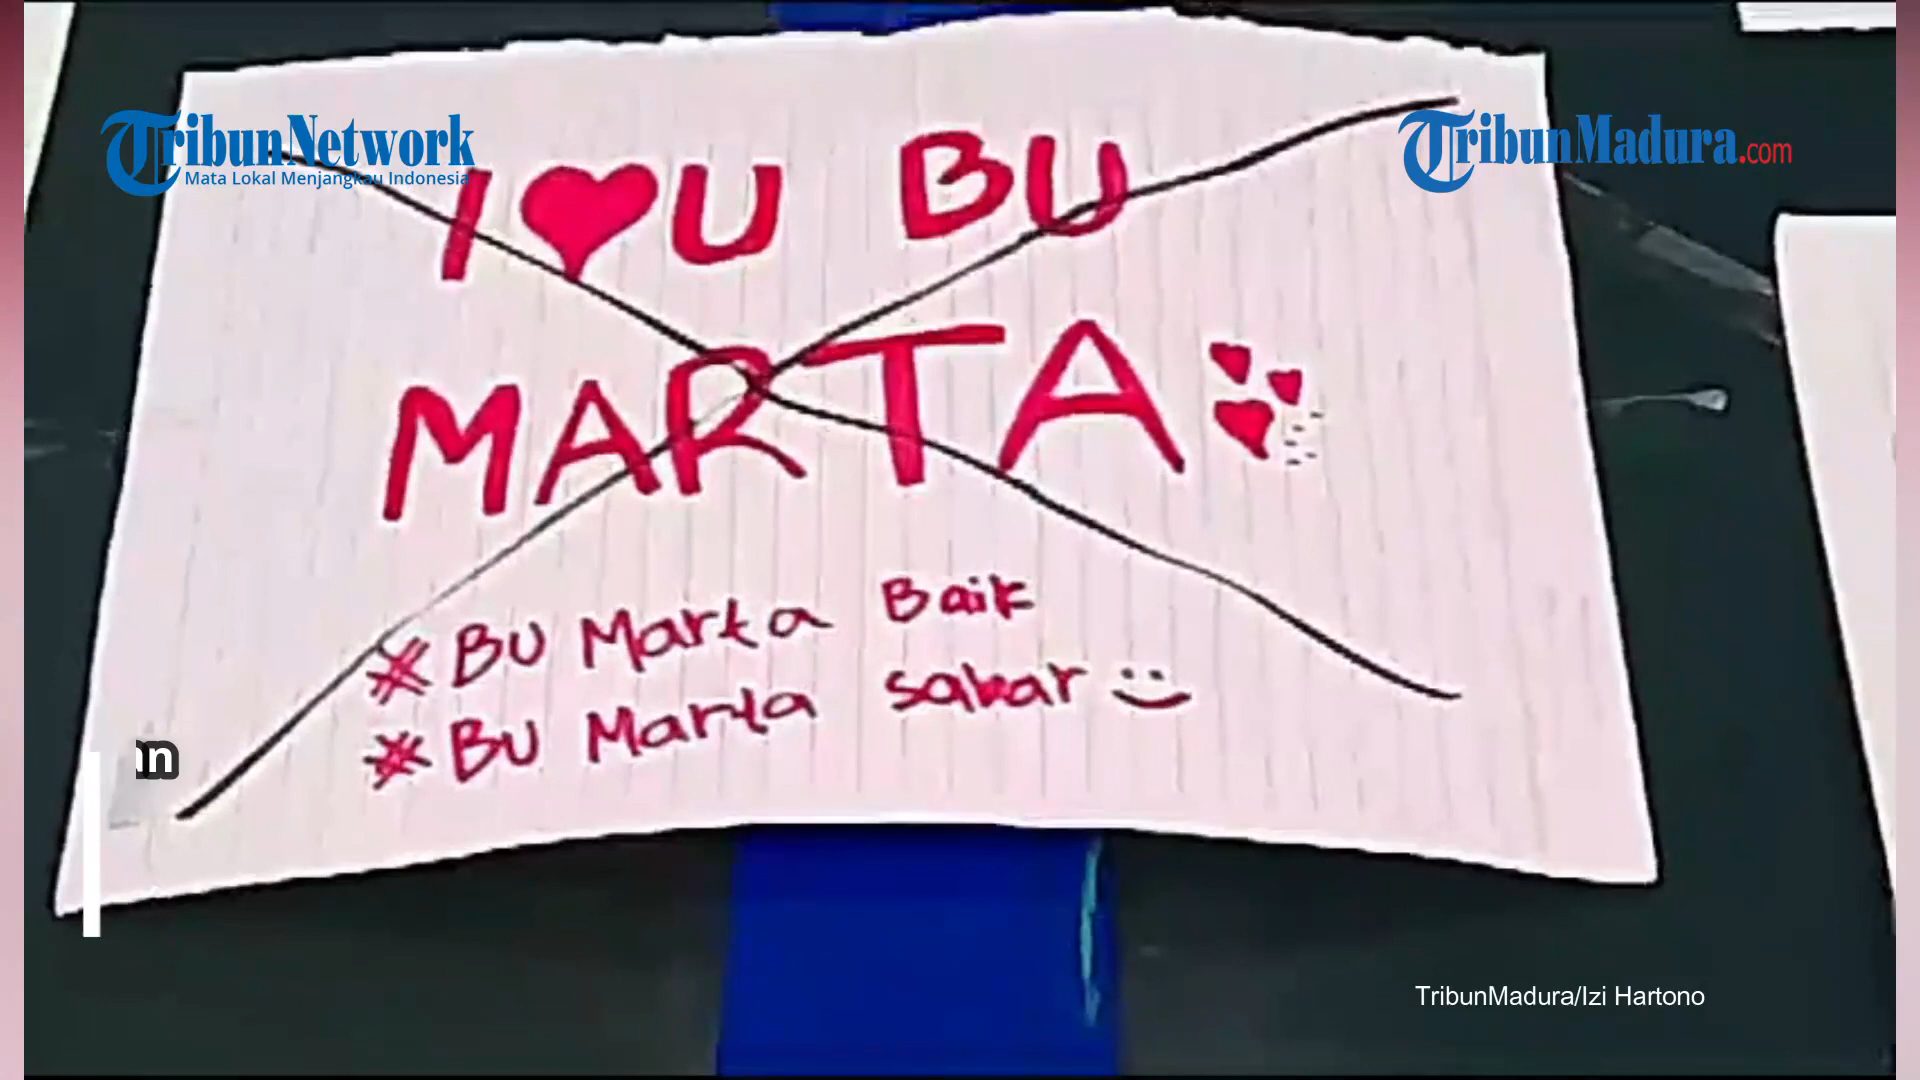 TribunNetwork
Mata Lokal Menjangkau Indonesia
TribunMadura.com
I ❤ U BU
MARTA
* BU Marta Baik
* BU Marta sabar
TribunMadura/Izi Hartono